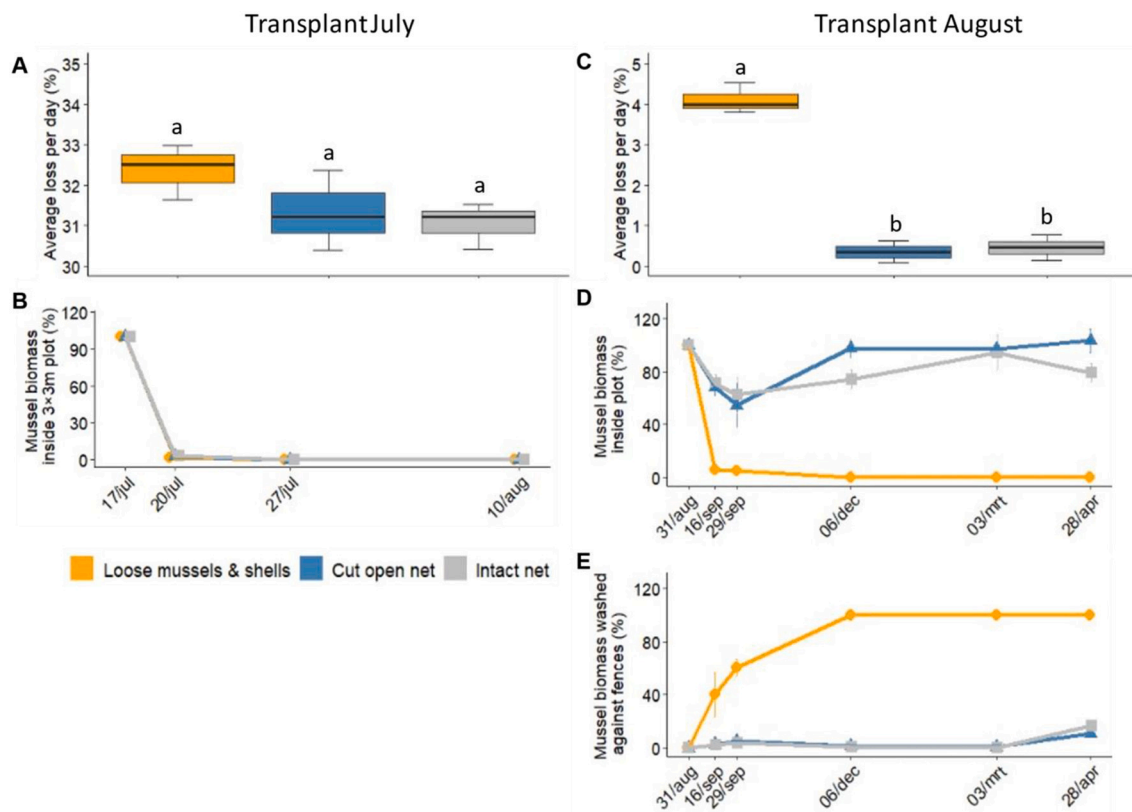 Transplant July
A
Average loss per day (%)
35
34
33
32
31
30
a
a
a
B
Mussel biomass
inside 3×3m plot (%)
120
90
60
30
0
17/jul
20/jul
27/jul
10/aug
Loose mussels & shells
Cut open net
Intact net
Transplant August
C
Average loss per day (%)
5
4
3
2
1
0
a
b
b
D
Mussel biomass
inside plot (%)
120
80
40
0
31/aug
16/sep
29/sep
06/dec
03/mrt
28/apr
E
Mussel biomass washed
against fences (%)
120
80
40
0
31/aug
16/sep
29/sep
06/dec
03/mrt
28/apr